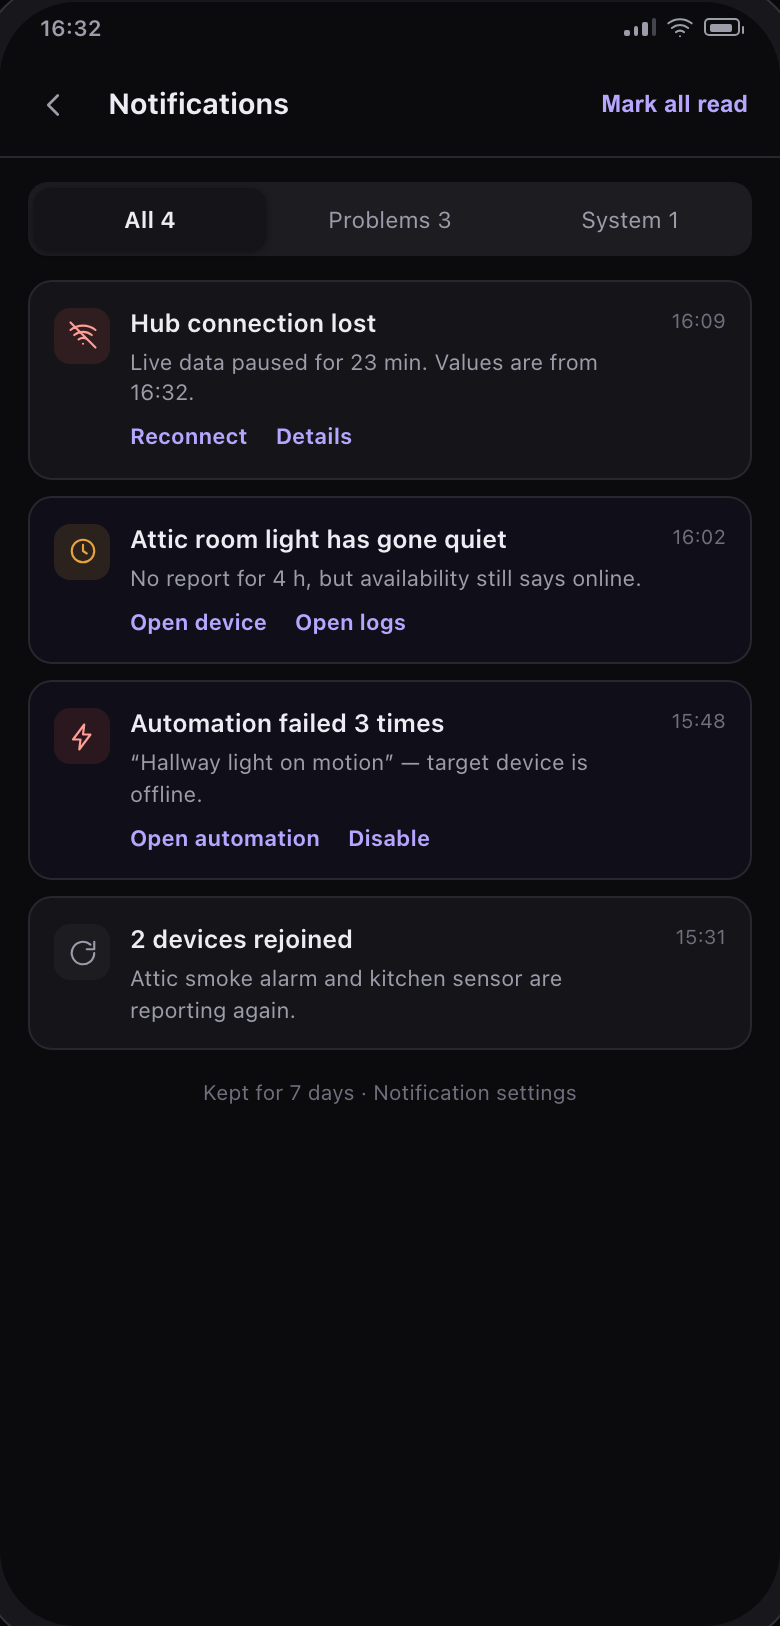 16:32
Notifications
Mark all read
All 4
Problems 3
System 1
Hub connection lost
16:09
Live data paused for 23 min. Values are from
16:32.
Reconnect
Details
Attic room light has gone quiet
16:02
No report for 4 h, but availability still says online.
Open device
Open logs
Automation failed 3 times
15:48
“Hallway light on motion” — target device is
offline.
Open automation
Disable
2 devices rejoined
15:31
Attic smoke alarm and kitchen sensor are
reporting again.
Kept for 7 days · Notification settings